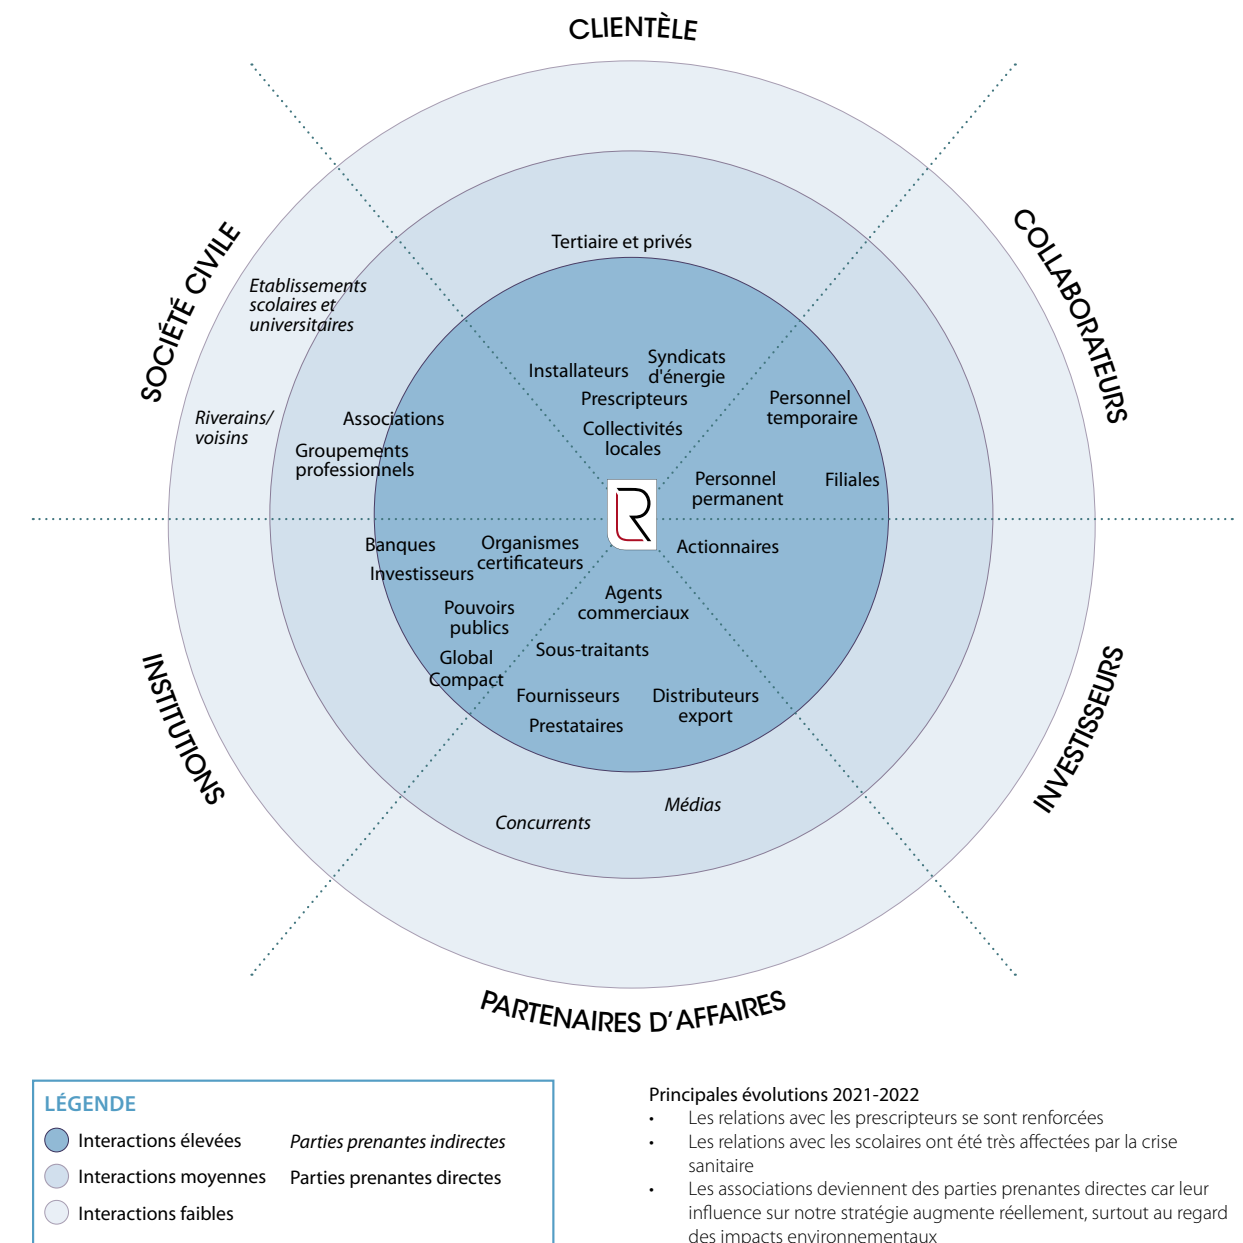 CLIENTÈLE
COLLABORATEURS
SOCIÉTÉ CIVILE
Tertiaire et privés
Etablissements
scolaires et
universitaires
Installateurs
Syndicats
d'énergie
Prescripteurs
Collectivités
locales
Personnel
temporaire
Riverains/
voisins
Associations
Groupements
professionnels
Personnel
permanent
Filiales
R
Banques
Investisseurs
Organismes
certificateurs
Actionnaires
Pouvoirs
publics
Agents
commerciaux
Global
Compact
Sous-traitants
Fournisseurs
Prestataires
Distributeurs
export
INSTITUTIONS
INVESTISSEURS
Concurrents
Médias
PARTENAIRES D'AFFAIRES
LÉGENDE
Interactions élevées
Parties prenantes indirectes
Interactions moyennes
Parties prenantes directes
Interactions faibles
Principales évolutions 2021-2022
• Les relations avec les prescripteurs se sont renforcées
• Les relations avec les scolaires ont été très affectées par la crise
sanitaire
• Les associations deviennent des parties prenantes directes car leur
influence sur notre stratégie augmente réellement, surtout au regard
des impacts environnementaux